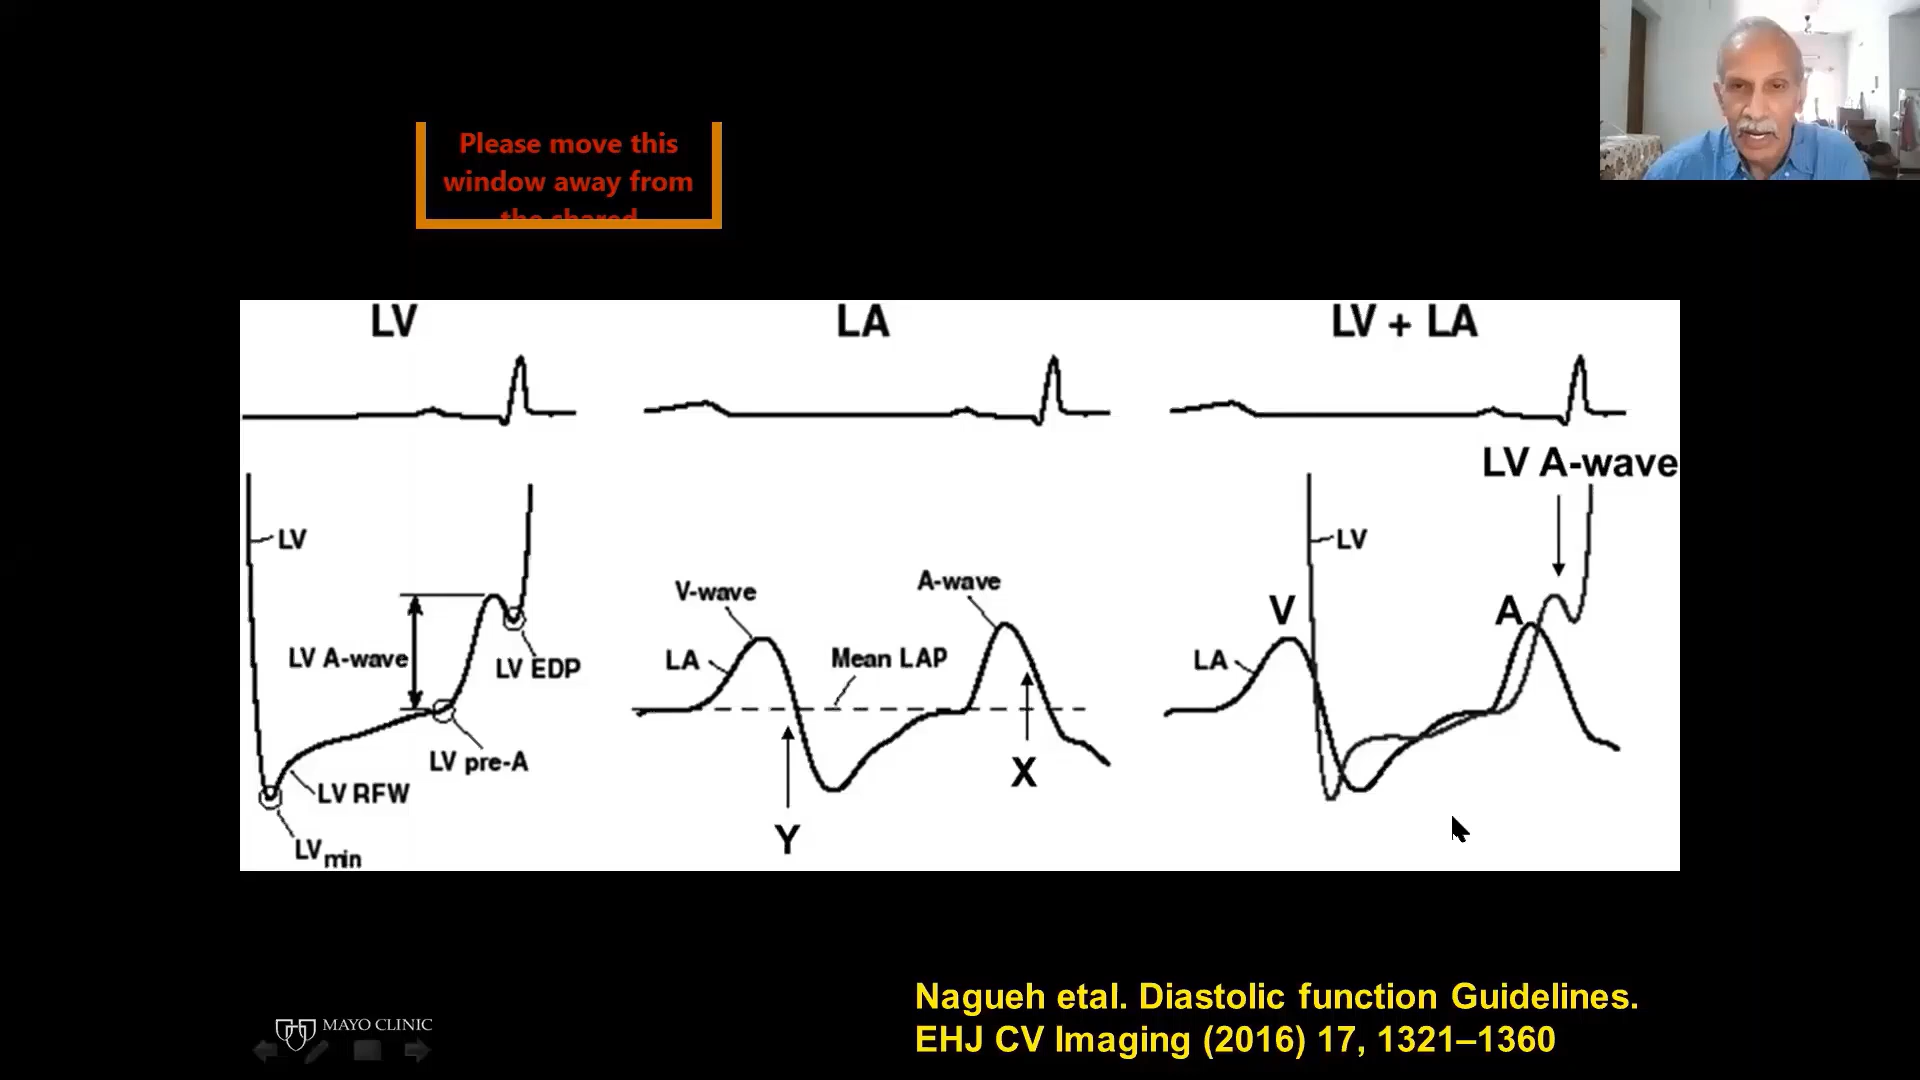 Please move this
window away from
the shared
LV
LA
LV + LA
LV A-wave
LV
LV A-wave
LV EDP
LV pre-A
LV RFW
LVmin
V-wave
A-wave
LA
Mean LAP
Y
X
LV
V
A
LA
Nagueh etal. Diastolic function Guidelines.
EHJ CV Imaging (2016) 17, 1321–1360
MAYO CLINIC